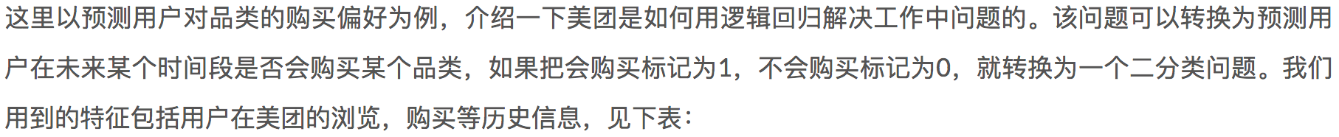 这里以预测用户对品类的购买偏好为例，介绍一下美团是如何用逻辑回归解决工作中问题的。该问题可以转换为预测用
户在未来某个时间段是否会购买某个品类，如果把会购买标记为1，不会购买标记为0，就转换为一个二分类问题。我们
用到的特征包括用户在美团的浏览，购买等历史信息，见下表：